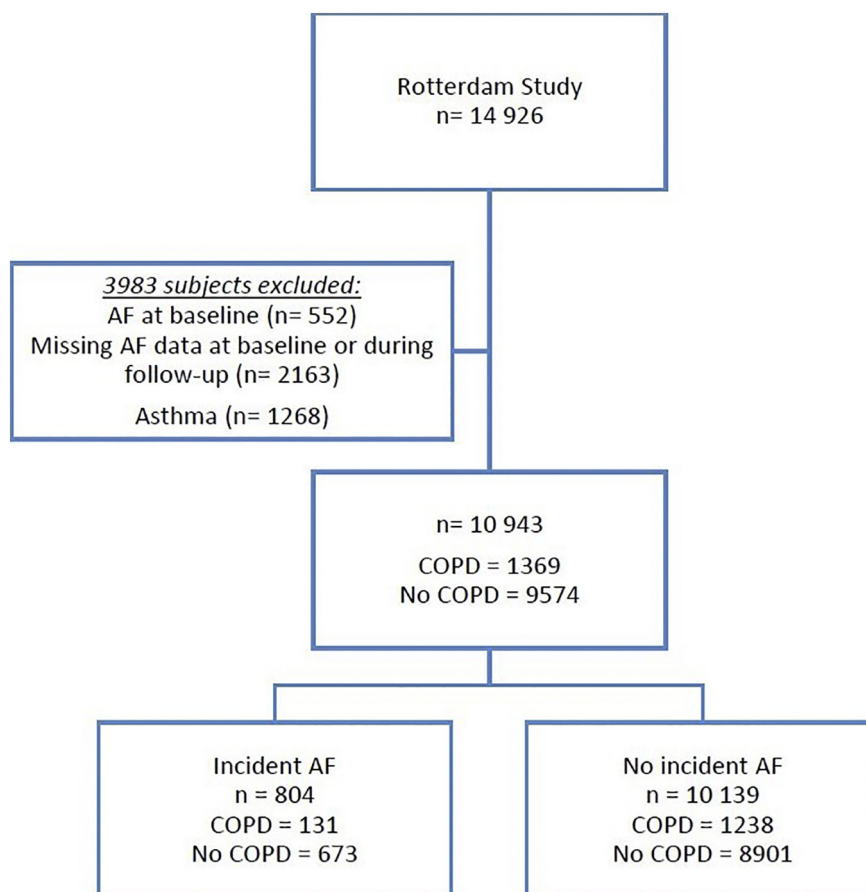 Rotterdam Study
n= 14 926
3983 subjects excluded:
AF at baseline (n= 552)
Missing AF data at baseline or during
follow-up (n= 2163)
Asthma (n= 1268)
n= 10 943
COPD = 1369
No COPD = 9574
Incident AF
n = 804
COPD = 131
No COPD = 673
No incident AF
n = 10 139
COPD = 1238
No COPD = 8901